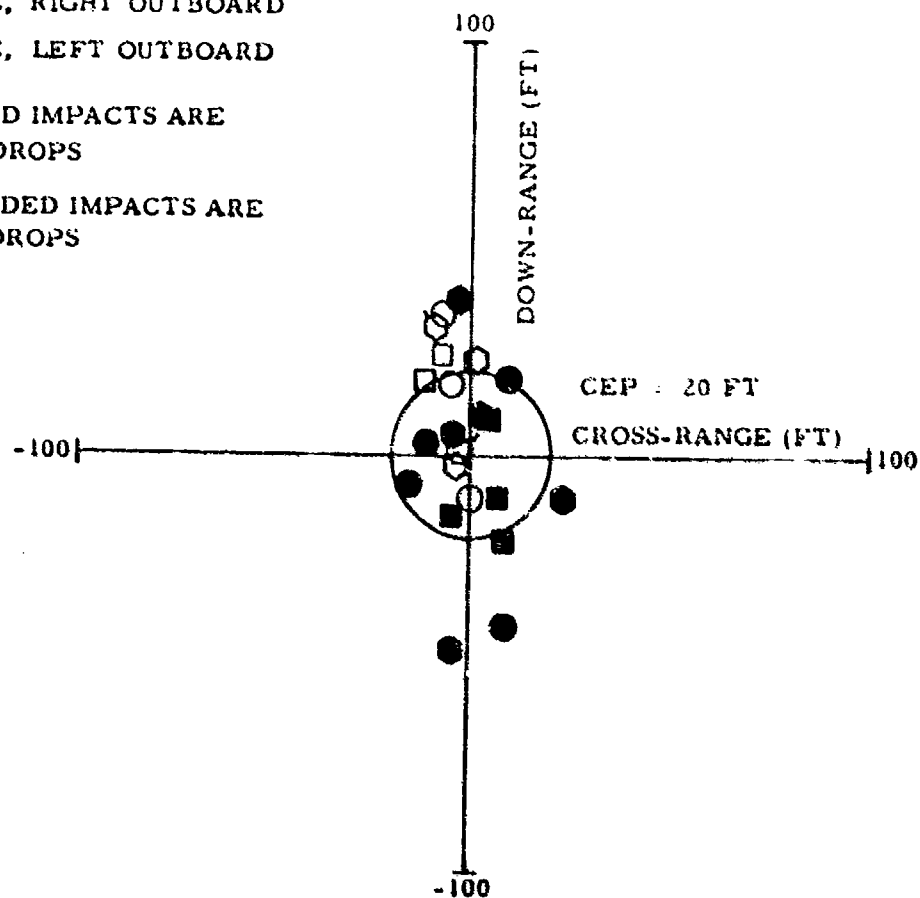 , RIGHT OUTBOARD
, LEFT OUTBOARD
D IMPACTS ARE
DROPS
DED IMPACTS ARE
DROPS
100
DOWN-RANGE (FT)
CEP = 20 FT
CROSS-RANGE (FT)
-100
100
-100